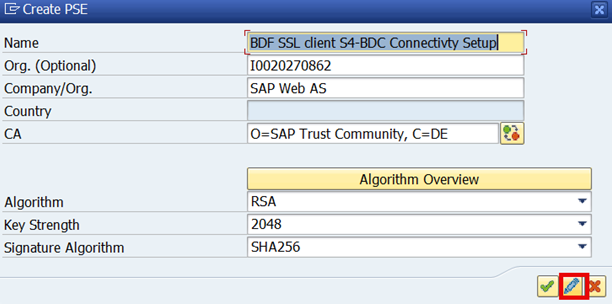 Create PSE
Name BDF SSL client S4-BDC Connectivty Setup
Org. (Optional) I0020270862
Company/Org. SAP Web AS
Country
CA O=SAP Trust Community, C=DE
Algorithm Overview
Algorithm RSA
Key Strength 2048
Signature Algorithm SHA256